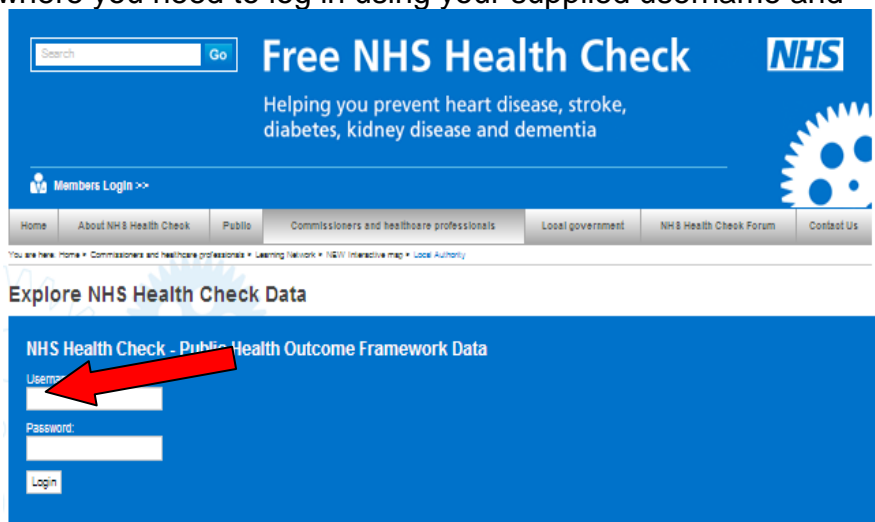 where you need to log in using your supplied username and
Search Go
Free NHS Health Check
NHS
Helping you prevent heart disease, stroke,
diabetes, kidney disease and dementia
Members Login >>
Home About NHS Health Check Public Commissioners and healthcare professionals Local government NHS Health Check Forum Contact Us
You are here: Home • Commissioners and healthcare professionals • Learning Network • NEW Interactive map • Local Authority
Explore NHS Health Check Data
NHS Health Check - Public Health Outcome Framework Data
Password:
Login